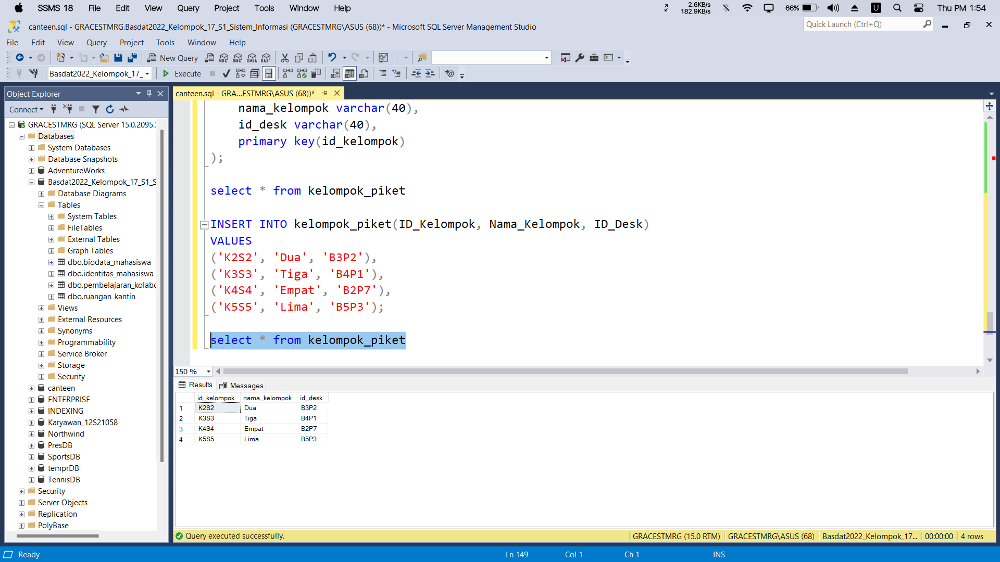 SSMS 18 File Edit View Query Project Tools Window Help 2.6KB/s 182.9KB/s 66% U Thu PM 1:54
canteen.sql - GRACESTMRG.Basdat2022_Kelompok_17_S1_Sistem_Informasi (GRACESTMRG\ASUS (68))* - Microsoft SQL Server Management Studio
Quick Launch (Ctrl+Q)
File Edit View Query Project Tools Window Help
New Query MDX DMX XMLA DAX
Basdat2022_Kelompok_17_ Execute
Object Explorer
Connect
GRACESTMRG (SQL Server 15.0.2095.3
Databases
System Databases
Database Snapshots
AdventureWorks
Basdat2022_Kelompok_17_S1_S
Database Diagrams
Tables
System Tables
FileTables
External Tables
Graph Tables
dbo.biodata_mahasiswa
dbo.identitas_mahasiswa
dbo.pembelajaran_kolabo
dbo.ruangan_kantin
Views
External Resources
Synonyms
Programmability
Service Broker
Storage
Security
canteen
ENTERPRISE
INDEXING
Karyawan_12S21058
Northwind
PresDB
SportsDB
temprDB
TennisDB
Security
Server Objects
Replication
PolyBase
canteen.sql - GRA...ESTMRG\ASUS (68))*
nama_kelompok varchar(40),
id_desk varchar(40),
primary key(id_kelompok)
);
select * from kelompok_piket
INSERT INTO kelompok_piket(ID_Kelompok, Nama_Kelompok, ID_Desk)
VALUES
('K2S2', 'Dua', 'B3P2'),
('K3S3', 'Tiga', 'B4P1'),
('K4S4', 'Empat', 'B2P7'),
('K5S5', 'Lima', 'B5P3');
select * from kelompok_piket
150 %
Results Messages
id_kelompok nama_kelompok id_desk
1 K2S2 Dua B3P2
2 K3S3 Tiga B4P1
3 K4S4 Empat B2P7
4 K5S5 Lima B5P3
Query executed successfully. GRACESTMRG (15.0 RTM) GRACESTMRG\ASUS (68) Basdat2022_Kelompok_17... 00:00:00 4 rows
Ready Ln 149 Col 1 Ch 1 INS